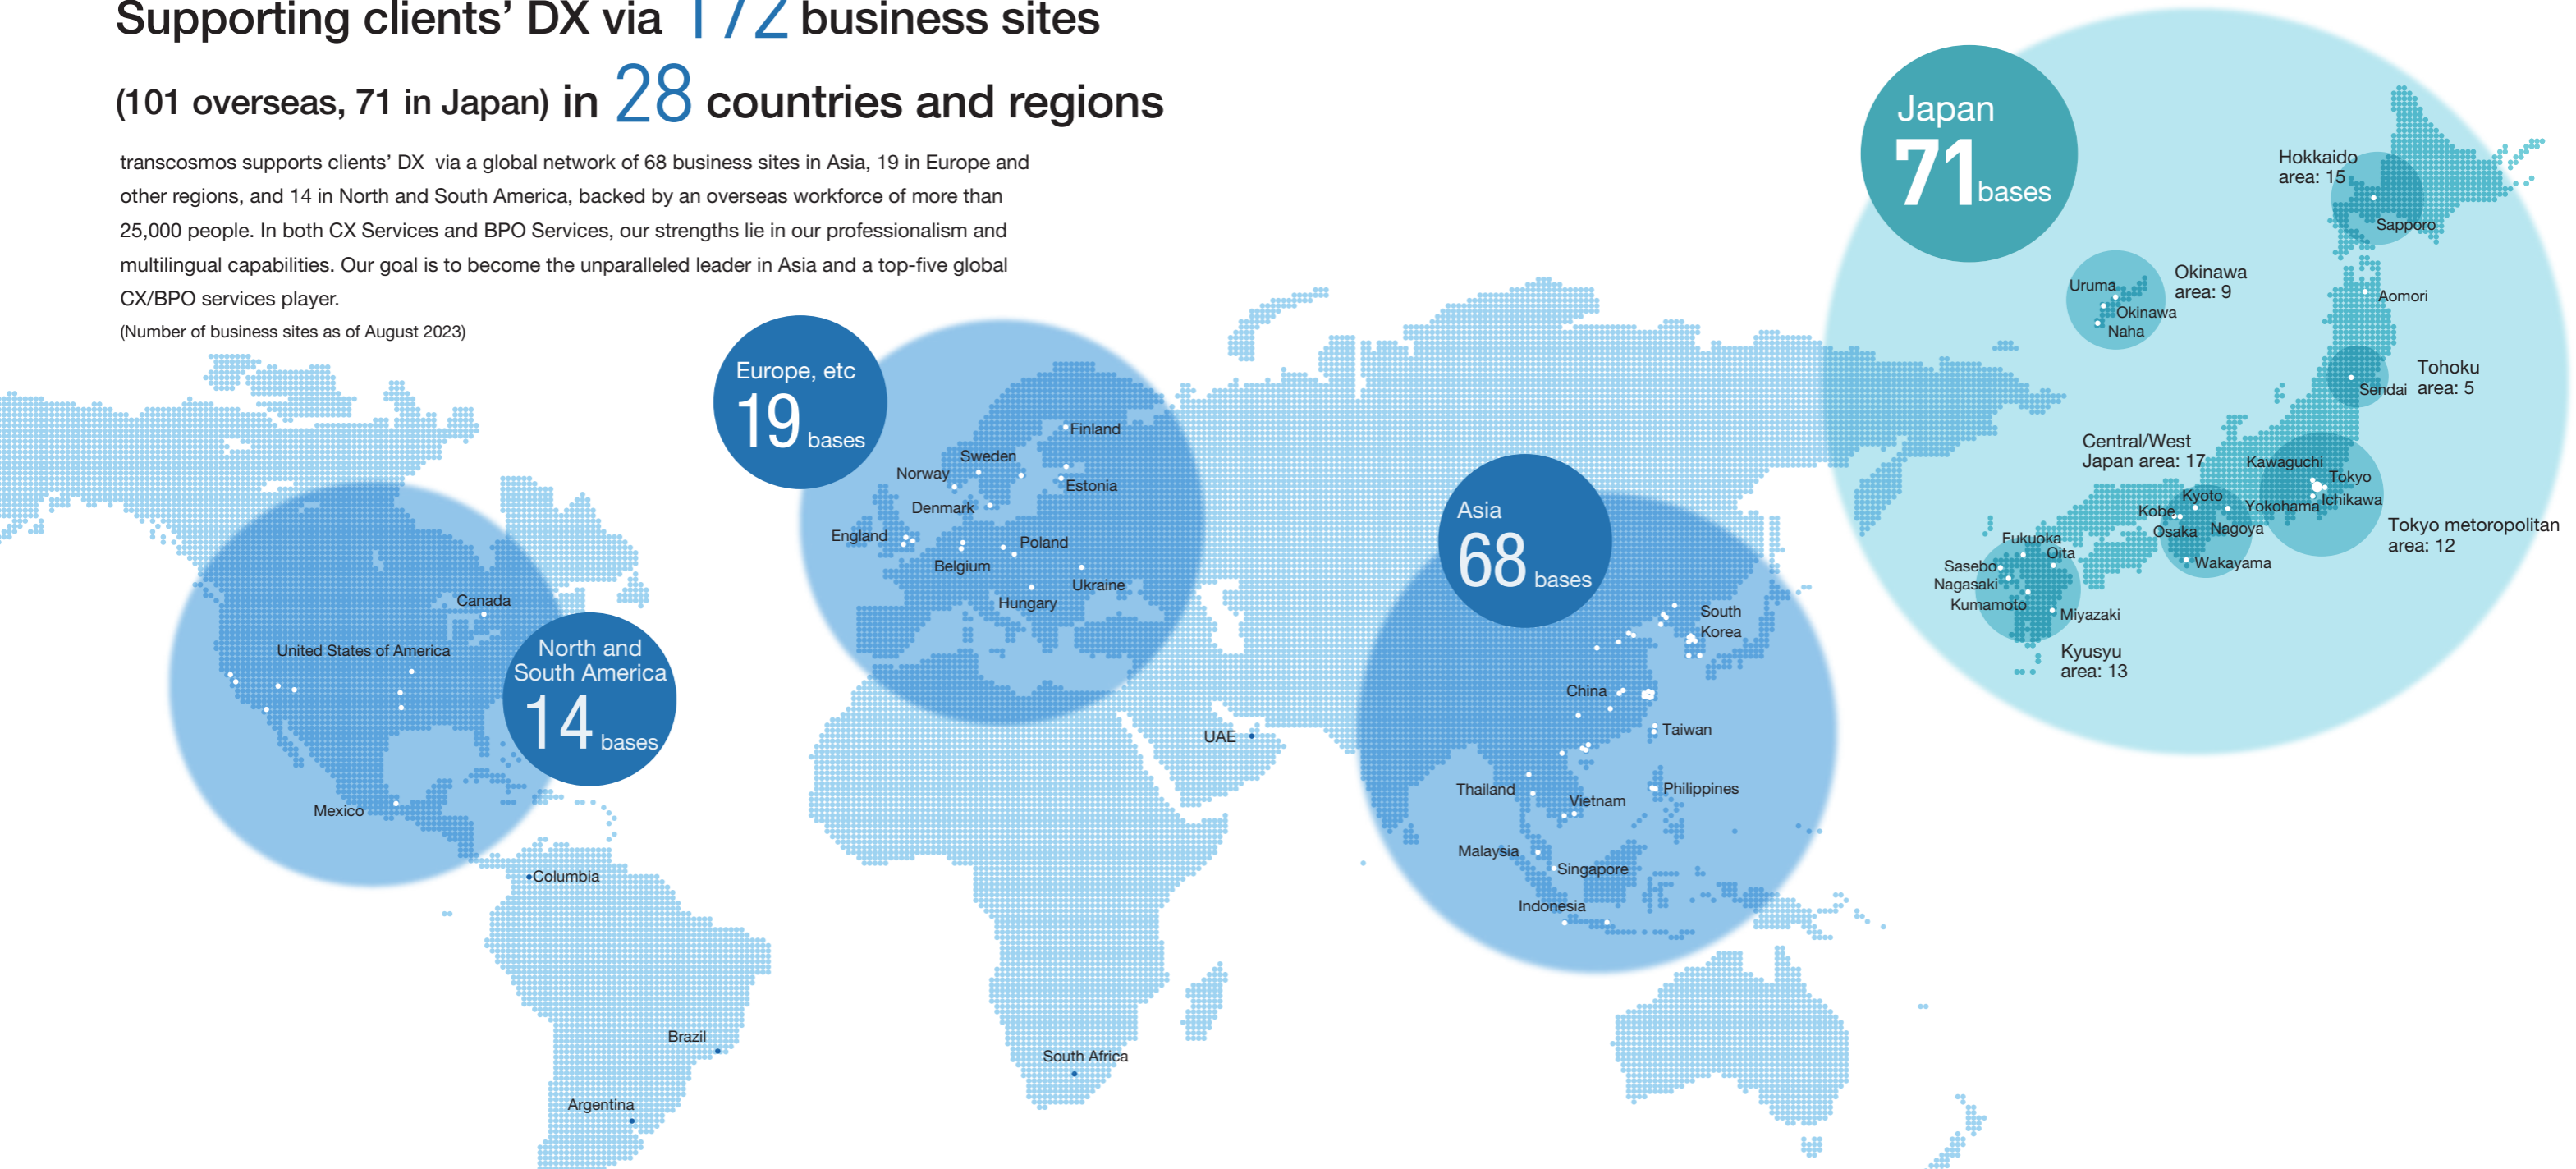 Supporting clients' DX via 172 business sites
(101 overseas, 71 in Japan) in 28 countries and regions
transcosmos supports clients' DX via a global network of 68 business sites in Asia, 19 in Europe and
other regions, and 14 in North and South America, backed by an overseas workforce of more than
25,000 people. In both CX Services and BPO Services, our strengths lie in our professionalism and
multilingual capabilities. Our goal is to become the unparalleled leader in Asia and a top-five global
CX/BPO services player.
(Number of business sites as of August 2023)
Canada
United States of America
Mexico
North and
South America
14 bases
Columbia
Brazil
Argentina
Europe, etc
19 bases
Finland
Sweden
Norway
Estonia
Denmark
England
Poland
Belgium
Ukraine
Hungary
UAE
South Africa
Asia
68 bases
South
Korea
China
Taiwan
Thailand
Philippines
Vietnam
Malaysia
Singapore
Indonesia
Japan
71 bases
Hokkaido
area: 15
Sapporo
Okinawa
area: 9
Uruma
Okinawa
Naha
Aomori
Tohoku
area: 5
Sendai
Central/West
Japan area: 17
Kawaguchi
Tokyo
Ichikawa
Yokohama
Tokyo metoropolitan
area: 12
Kyoto
Kobe
Osaka
Nagoya
Wakayama
Fukuoka
Oita
Sasebo
Nagasaki
Kumamoto
Miyazaki
Kyusyu
area: 13